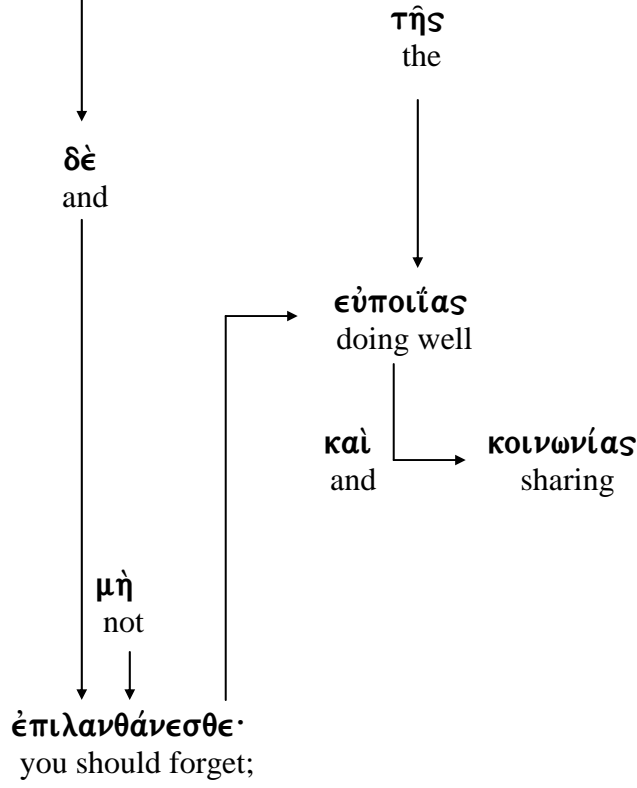 τῆς
the
δὲ
and
εὐποιΐας
doing well
καὶ κοινωνίας
and sharing
μὴ
not
ἐπιλανθάνεσθε·
you should forget;